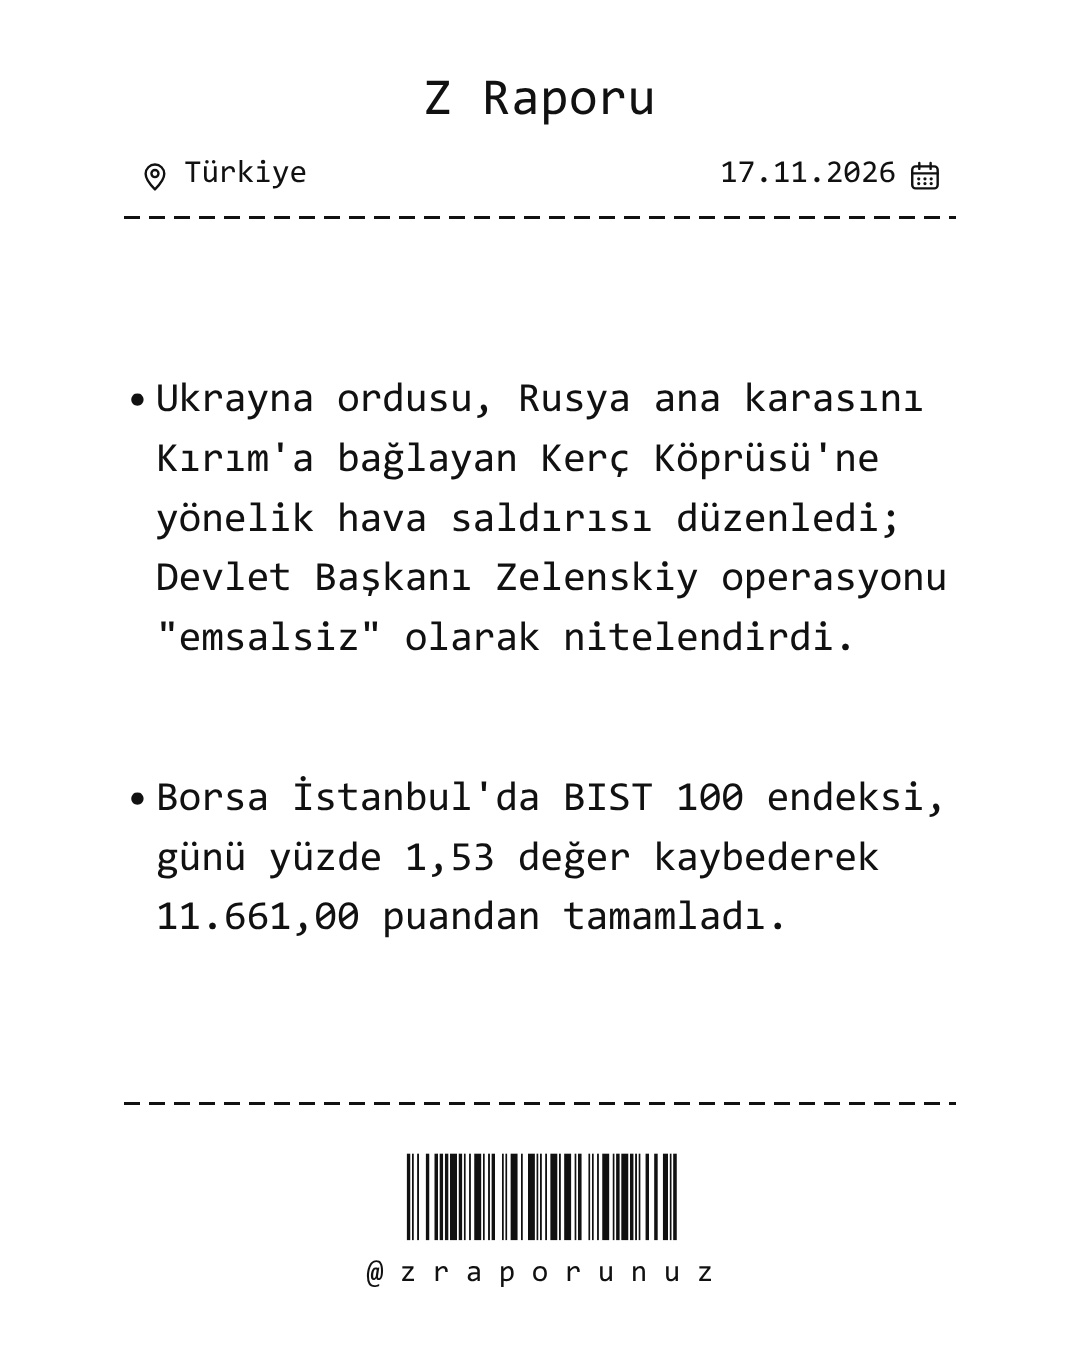 Z Raporu
Türkiye
17.11.2026
• Ukrayna ordusu, Rusya ana karasını
Kırım'a bağlayan Kerç Köprüsü'ne
yönelik hava saldırısı düzenledi;
Devlet Başkanı Zelenskiy operasyonu
"emsalsiz" olarak nitelendirdi.
• Borsa İstanbul'da BIST 100 endeksi,
günü yüzde 1,53 değer kaybederek
11.661,00 puandan tamamladı.
@zraporunuz